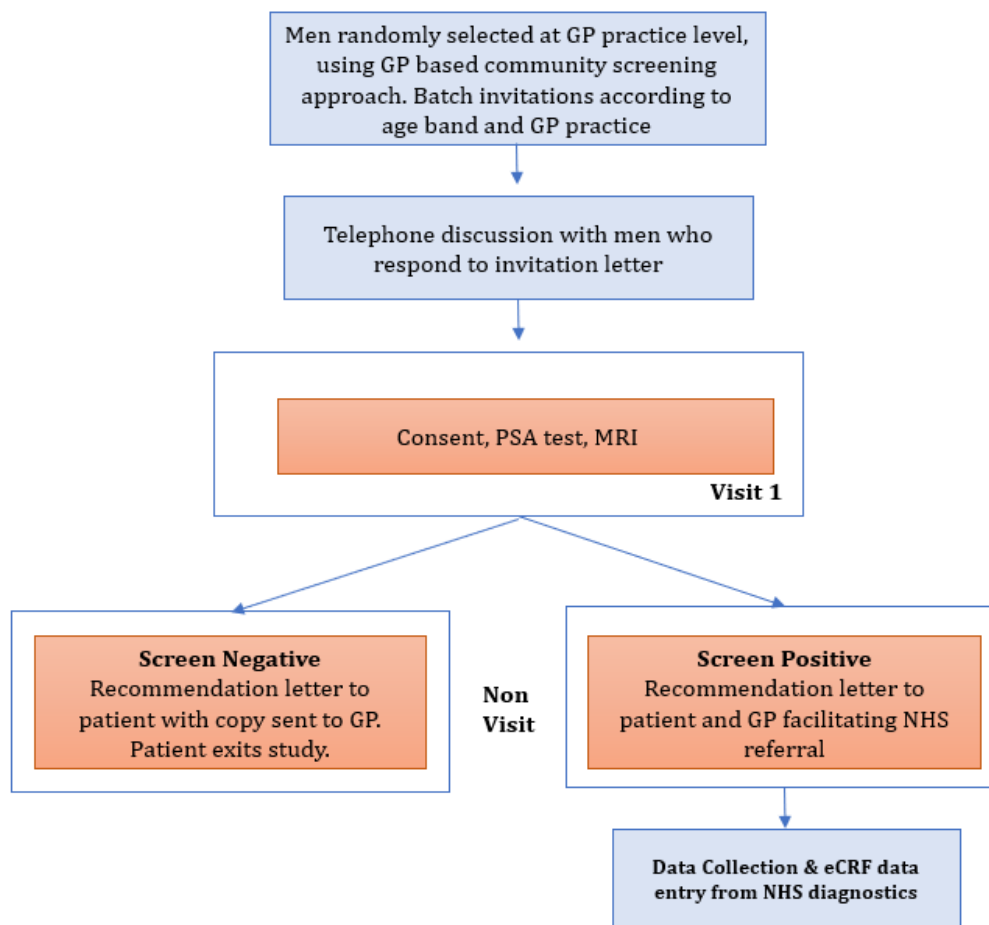 Men randomly selected at GP practice level,
using GP based community screening
approach. Batch invitations according to
age band and GP practice
Telephone discussion with men who
respond to invitation letter
Consent, PSA test, MRI
Visit 1
Screen Negative
Recommendation letter to
patient with copy sent to GP.
Patient exits study.
Non
Visit
Screen Positive
Recommendation letter to
patient and GP facilitating NHS
referral
Data Collection & eCRF data
entry from NHS diagnostics